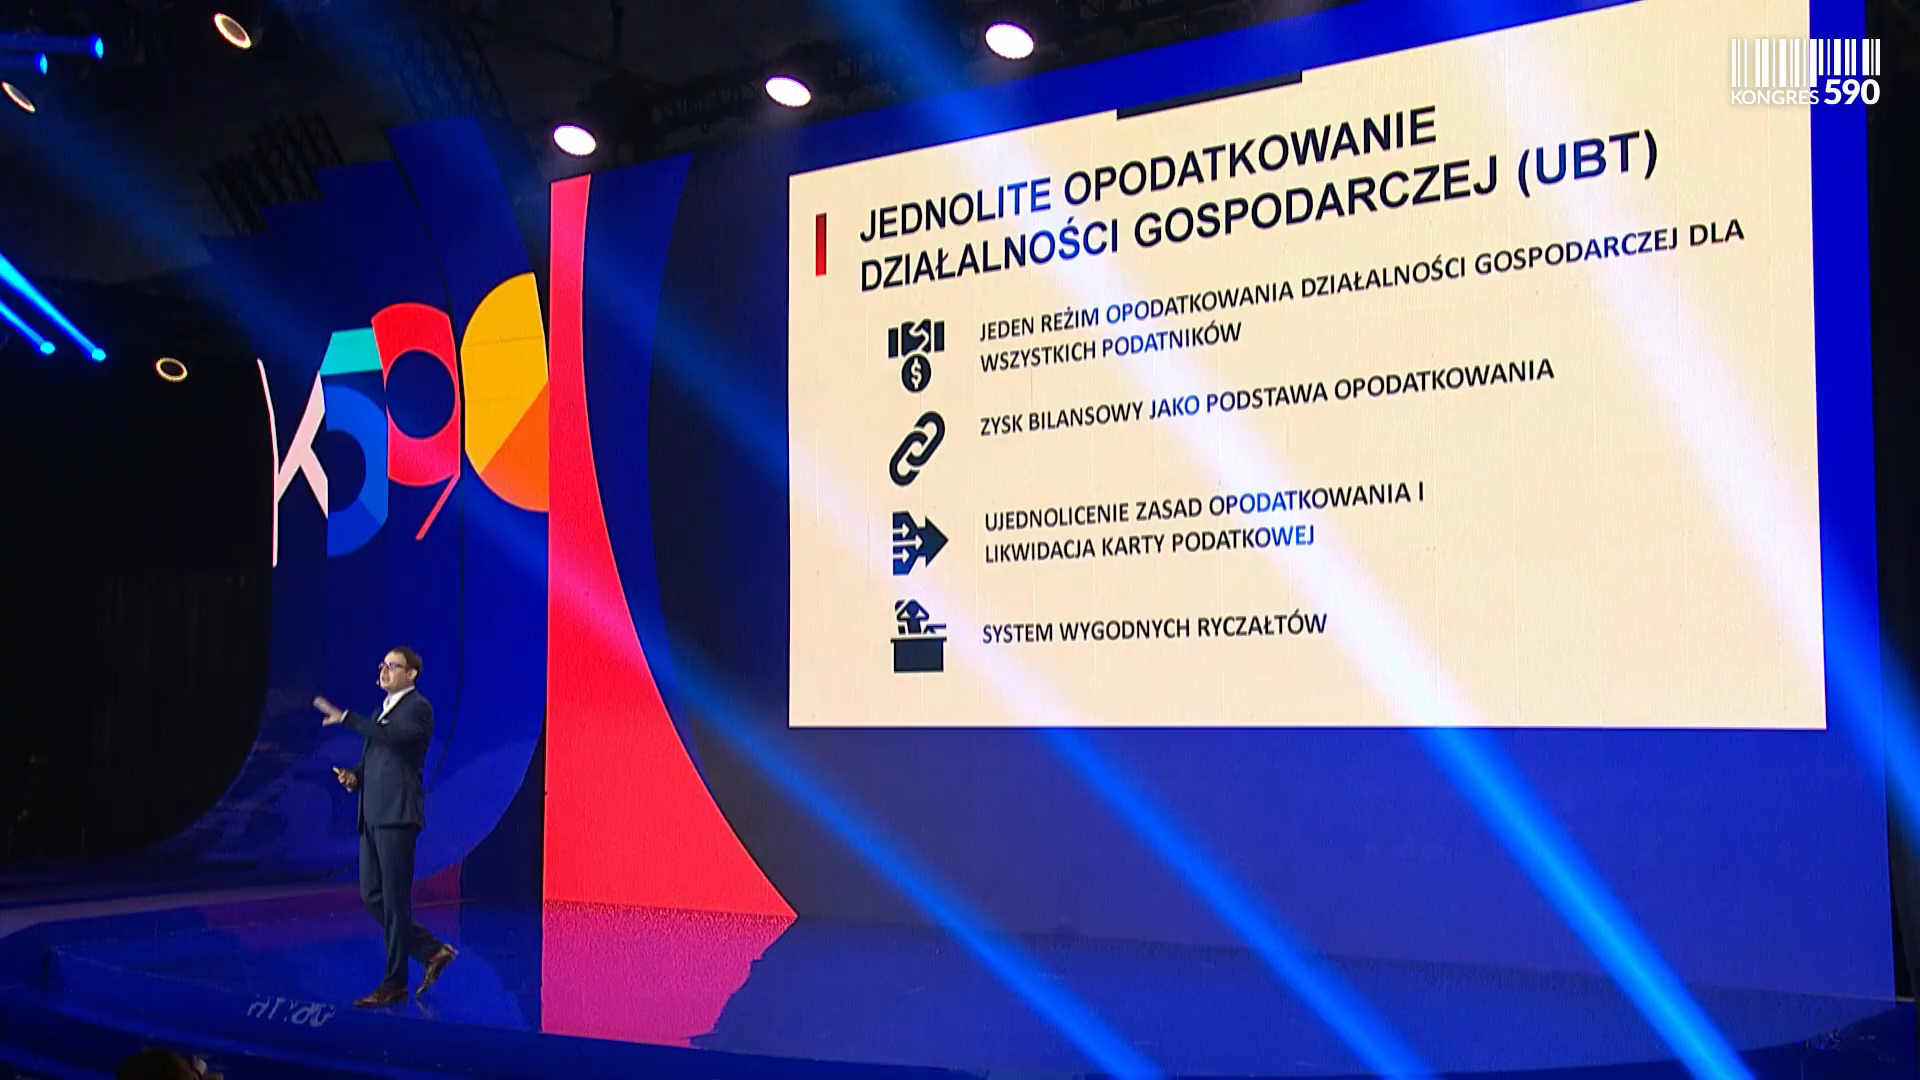 KONGRES 590
JEDNOLITE OPODATKOWANIE
DZIAŁALNOŚCI GOSPODARCZEJ (UBT)
JEDEN REŻIM OPODATKOWANIA DZIAŁALNOŚCI GOSPODARCZEJ DLA
WSZYSTKICH PODATNIKÓW
ZYSK BILANSOWY JAKO PODSTAWA OPODATKOWANIA
UJEDNOLICENIE ZASAD OPODATKOWANIA I
LIKWIDACJA KARTY PODATKOWEJ
SYSTEM WYGODNYCH RYCZAŁTÓW
K590